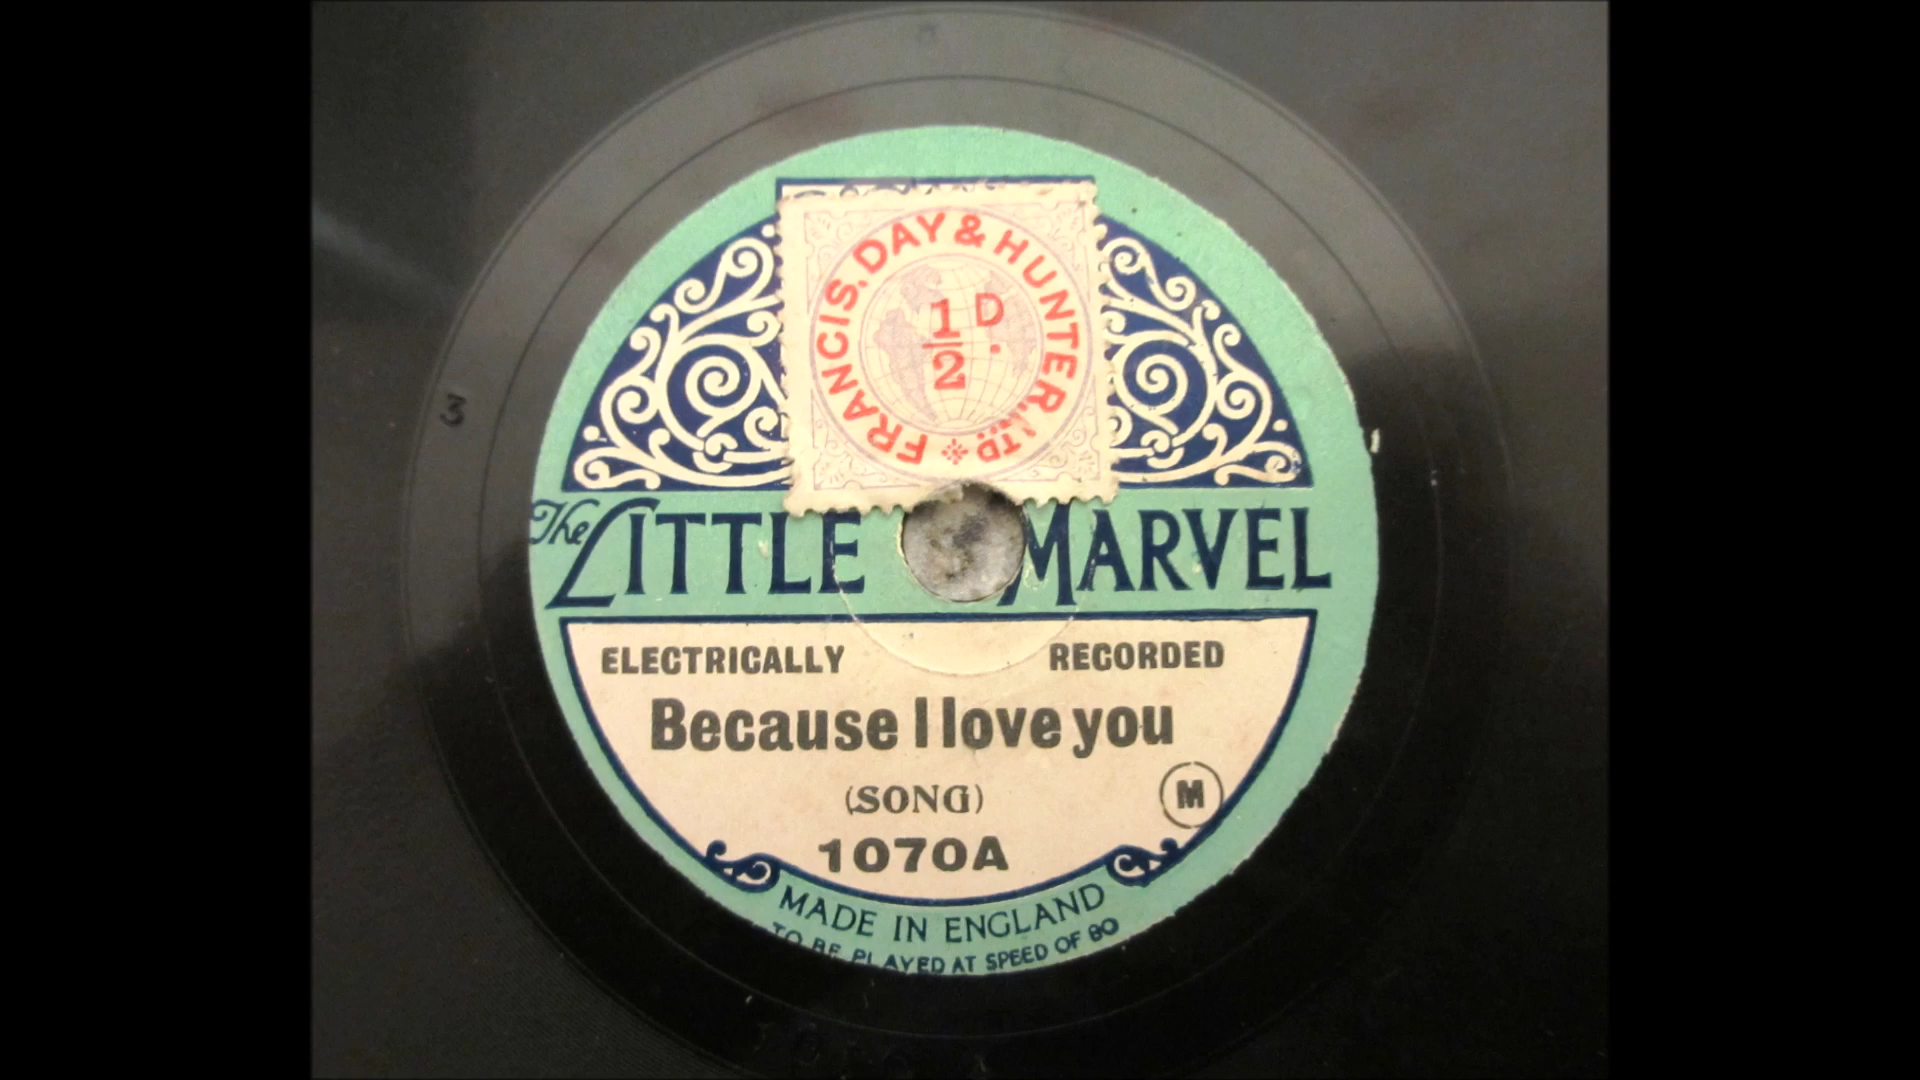 FRANCIS, DAY & HUNTER, LTD
1/2 D.
The LITTLE MARVEL
ELECTRICALLY RECORDED
Because I love you
(SONG)
M
1070A
MADE IN ENGLAND
TO BE PLAYED AT SPEED OF 80
3